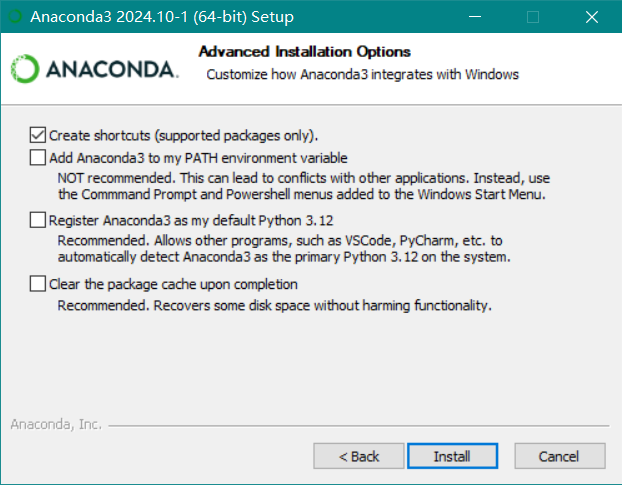 Anaconda3 2024.10-1 (64-bit) Setup
Advanced Installation Options
Customize how Anaconda3 integrates with Windows
ANACONDA.
Create shortcuts (supported packages only).
Add Anaconda3 to my PATH environment variable
NOT recommended. This can lead to conflicts with other applications. Instead, use
the Commmand Prompt and Powershell menus added to the Windows Start Menu.
Register Anaconda3 as my default Python 3.12
Recommended. Allows other programs, such as VSCode, PyCharm, etc. to
automatically detect Anaconda3 as the primary Python 3.12 on the system.
Clear the package cache upon completion
Recommended. Recovers some disk space without harming functionality.
Anaconda, Inc.
< Back
Install
Cancel